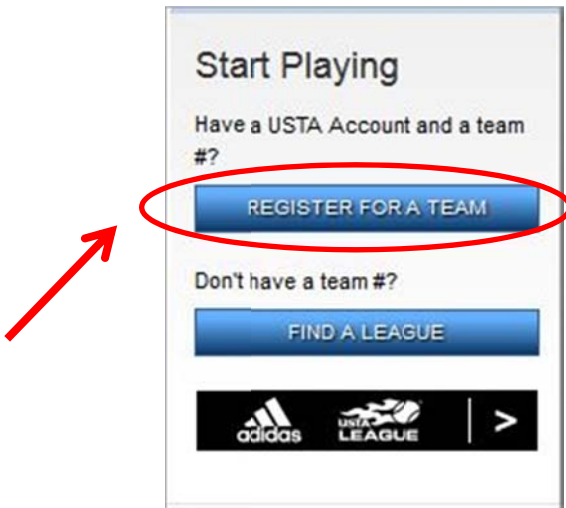 Start Playing
Have a USTA Account and a team
#?
REGISTER FOR A TEAM
Don't have a team #?
FIND A LEAGUE
adidas
USTA
LEAGUE
>